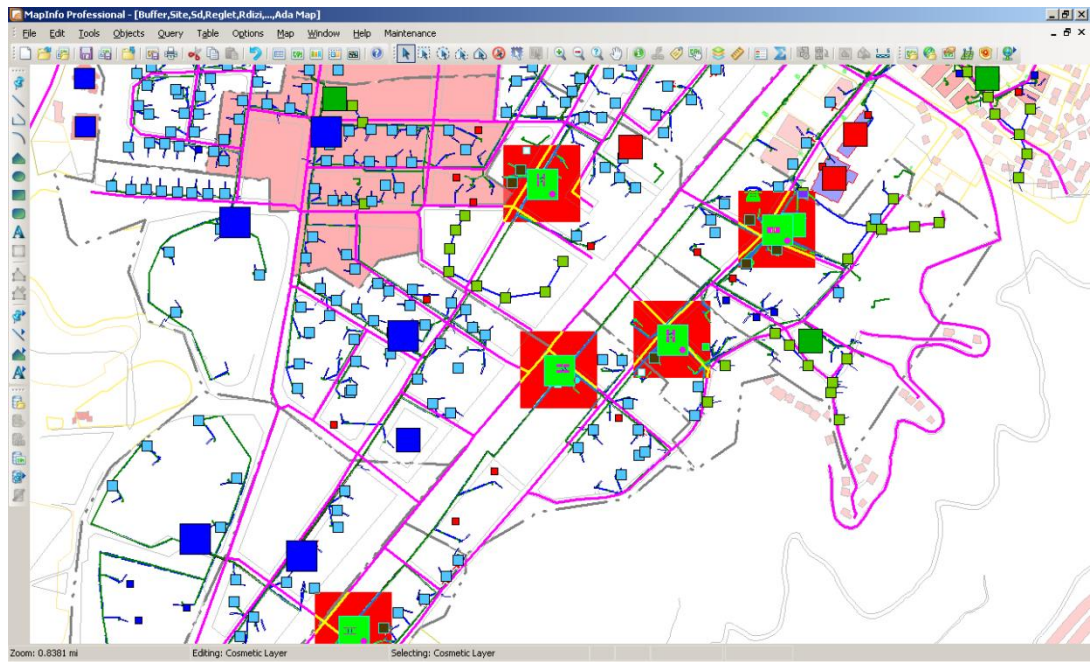 MapInfo Professional - [Buffer,Site,Sd,Reglet,Rdizi,...,Ada Map]
File Edit Tools Objects Query Table Options Map Window Help Maintenance
Zoom: 0.8381 mi Editing: Cosmetic Layer Selecting: Cosmetic Layer